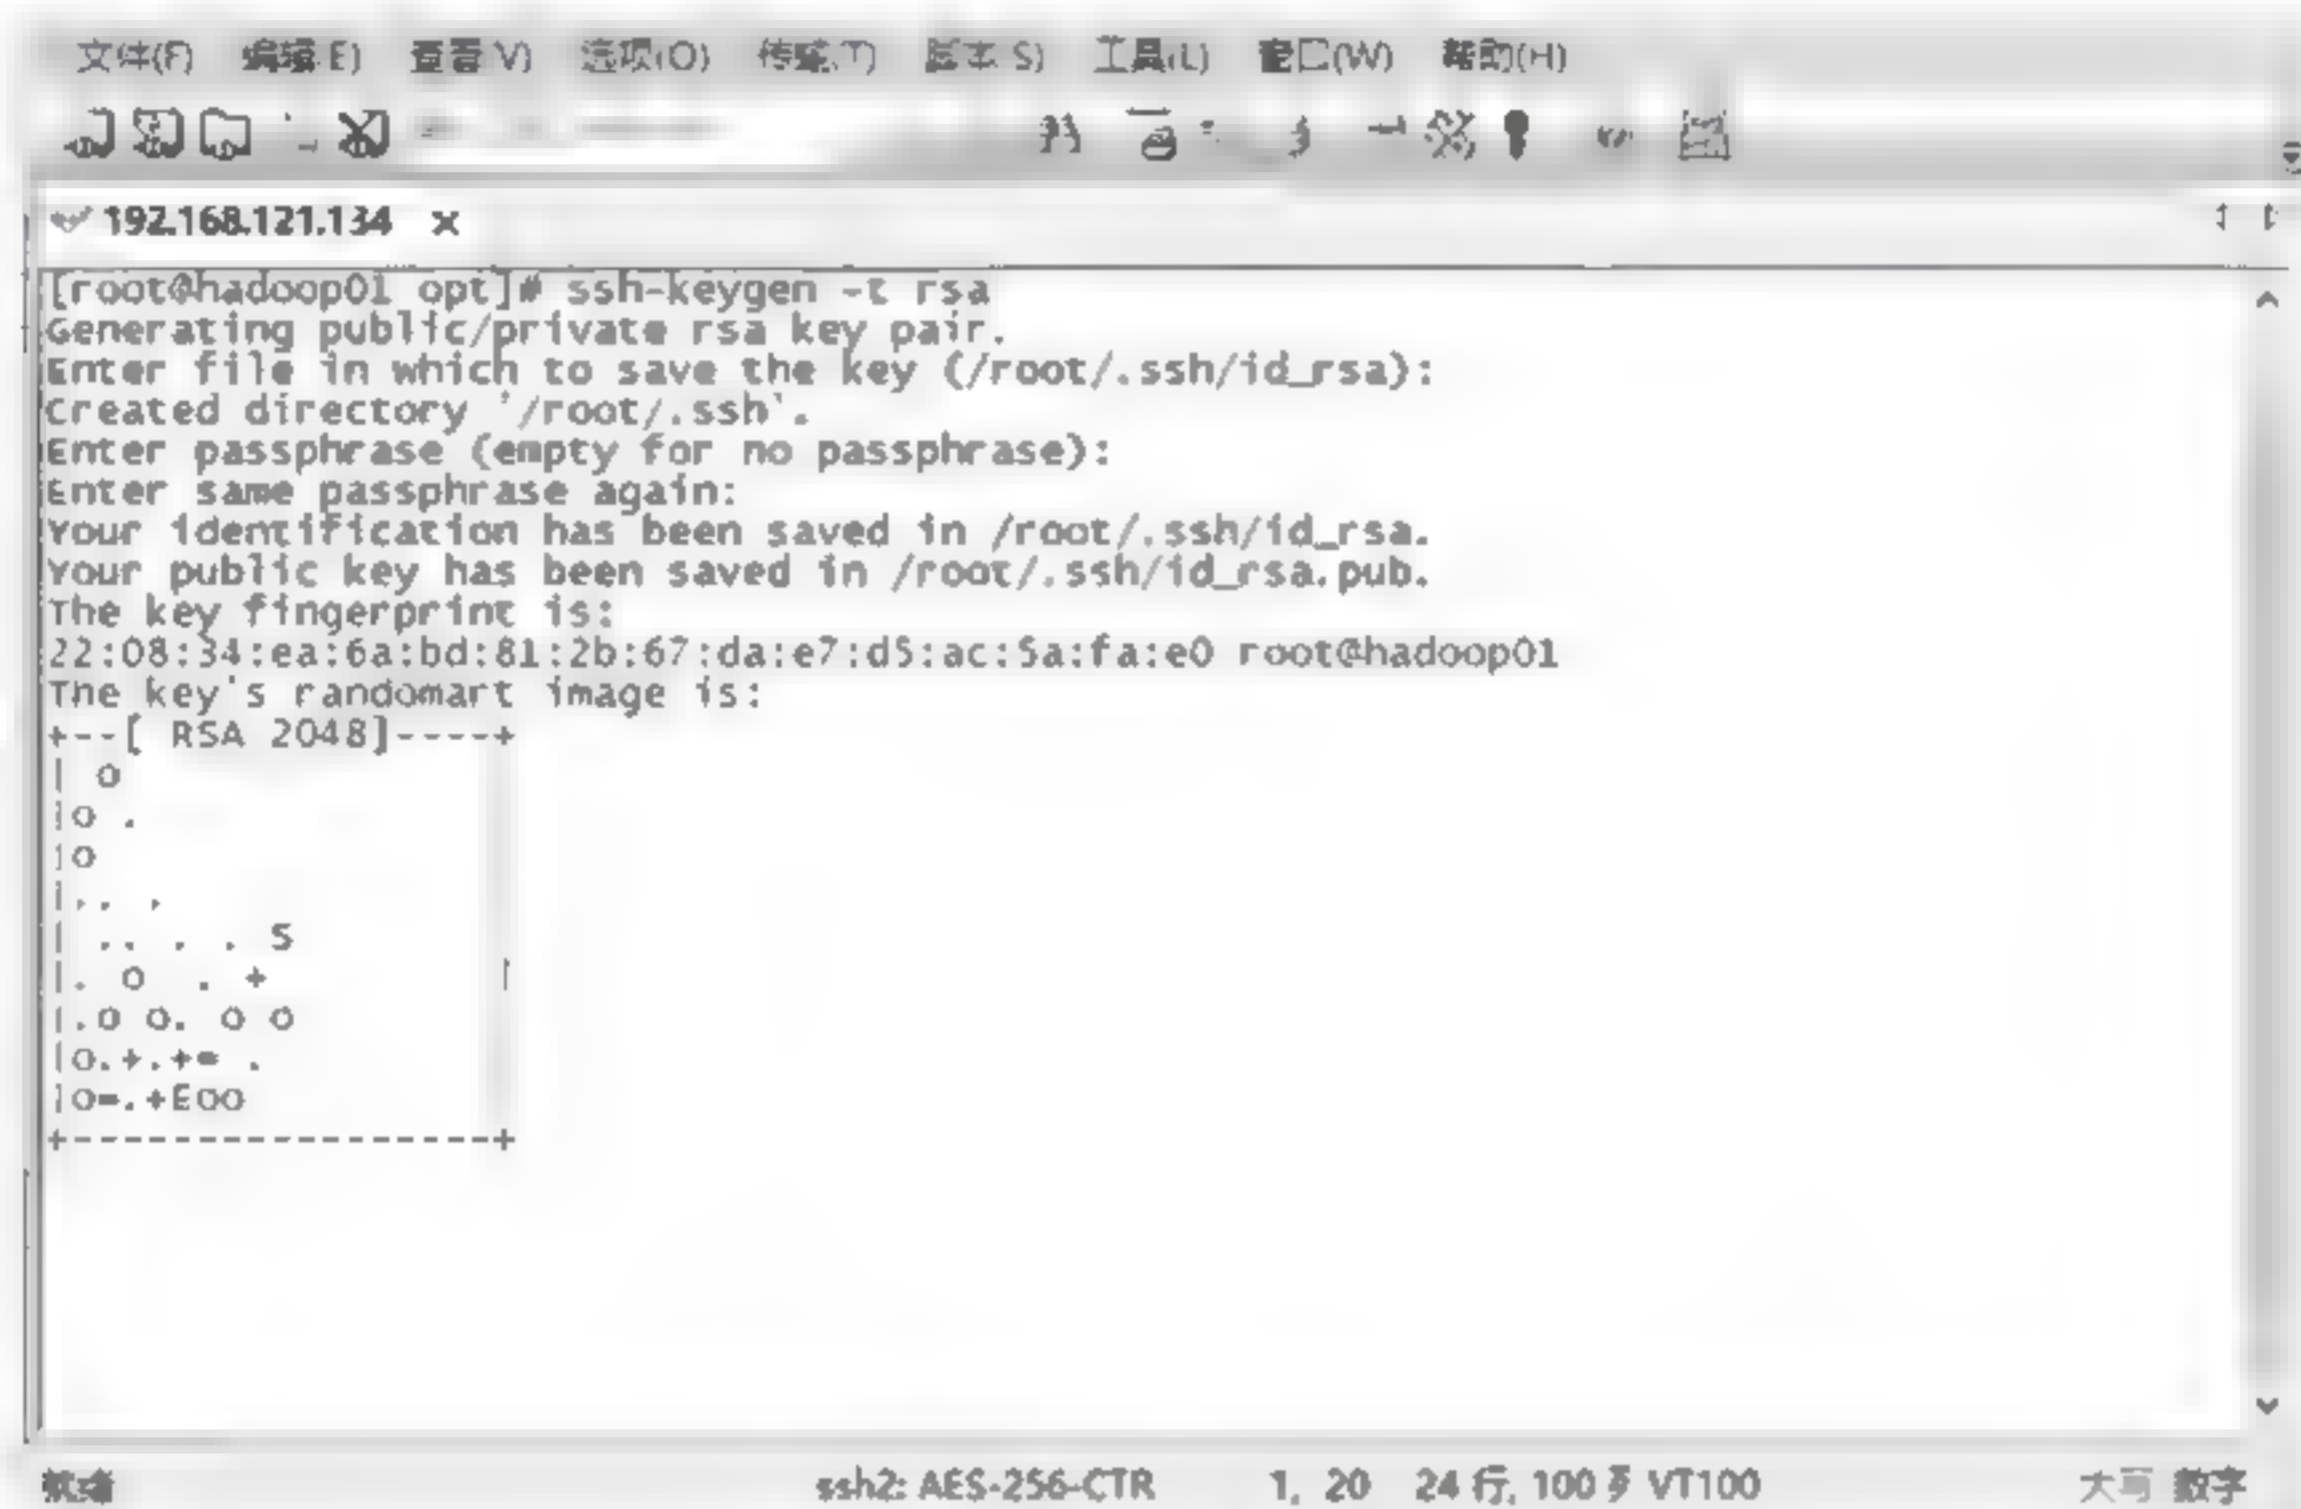 文件(F) 编辑(E) 查看(V) 选项(O) 传输(T) 脚本(S) 工具(L) 窗口(W) 帮助(H)
192.168.121.134
[root@hadoop01 opt]# ssh-keygen -t rsa
Generating public/private rsa key pair.
Enter file in which to save the key (/root/.ssh/id_rsa):
Created directory '/root/.ssh'.
Enter passphrase (empty for no passphrase):
Enter same passphrase again:
Your identification has been saved in /root/.ssh/id_rsa.
Your public key has been saved in /root/.ssh/id_rsa.pub.
The key fingerprint is:
22:08:34:ea:6a:bd:81:2b:67:da:e7:d5:ac:5a:fa:e0 root@hadoop01
The key's randomart image is:
+--[ RSA 2048]----+
| o
|o .
|o
|.. .
| .. . . S
|. o  . +         |
|.o o. o o
|o.+.+= .
|o=.+Eoo
+-----------------+
就绪 ssh2: AES-256-CTR 1, 20 24行, 100列 VT100 大写 数字